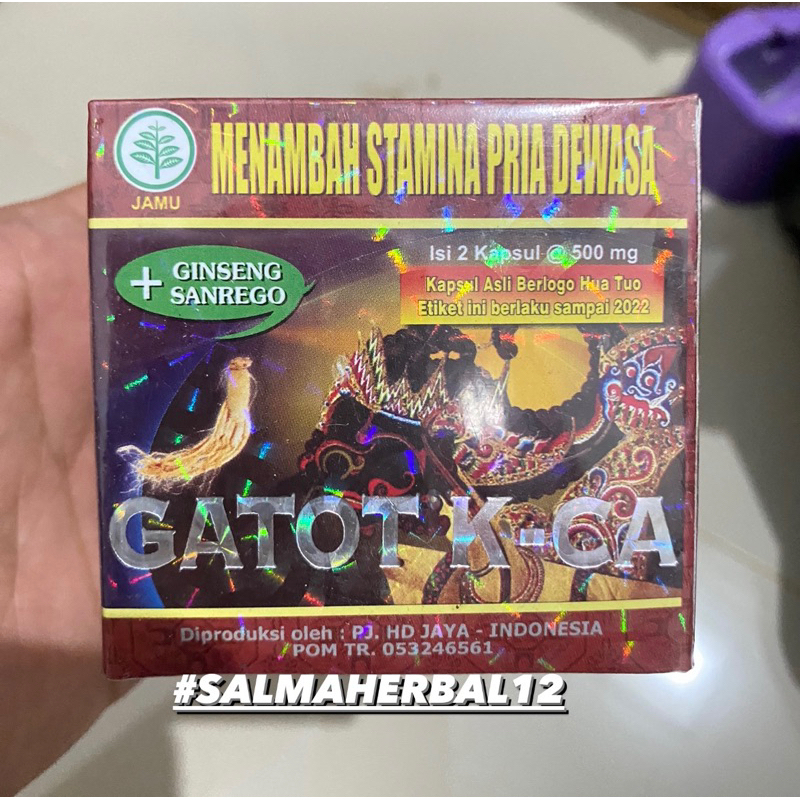 MENAMBAH STAMINA PRIA DEWASA
JAMU
+ GINSENG
SANREGO
Isi 2 Kapsul @ 500 mg
Kapsul Asli Berlogo Hua Tuo
Etiket ini berlaku sampai 2022
GATOT K-CA
Diproduksi oleh : PJ. HD JAYA - INDONESIA
POM TR. 053246561
#SALMAHERBAL12